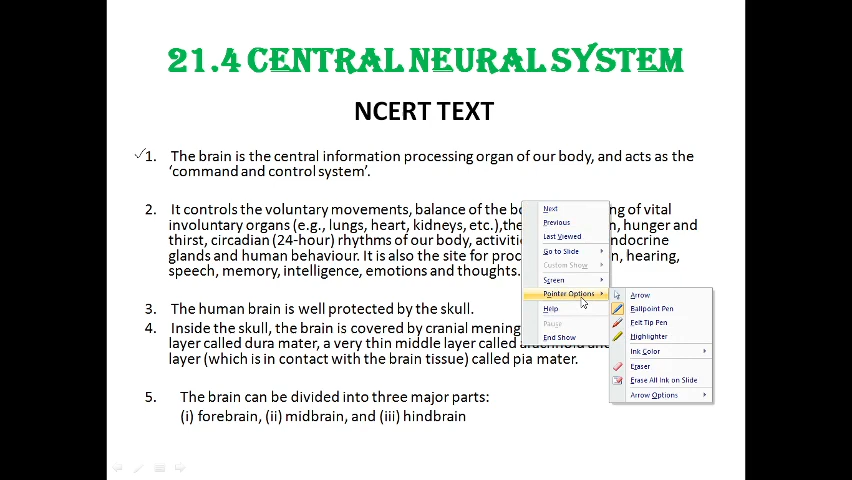 21.4 CENTRAL NEURAL SYSTEM
NCERT TEXT
1. The brain is the central information processing organ of our body, and acts as the
‘command and control system’.
2. It controls the voluntary movements, balance of the ng of vital
involuntary organs (e.g., lungs, heart, kidneys, etc.),the n, hunger and
thirst, circadian (24-hour) rhythms of our body, ndocrine
glands and human behaviour. It is also the site for n, hearing,
speech, memory, intelligence, emotions and thoughts.
3. The human brain is well protected by the skull.
4. Inside the skull, the brain is covered by cranial
layer called dura mater, a very thin middle layer called
layer (which is in contact with the brain tissue) called pia mater.
5. The brain can be divided into three major parts:
(i) forebrain, (ii) midbrain, and (iii) hindbrain
Next
Previous
Last Viewed
Go to Slide
Custom Show
Screen
Pointer Options
Help
Pause
End Show
Arrow
Ballpoint Pen
Felt Tip Pen
Highlighter
Ink Color
Eraser
Erase All Ink on Slide
Arrow Options